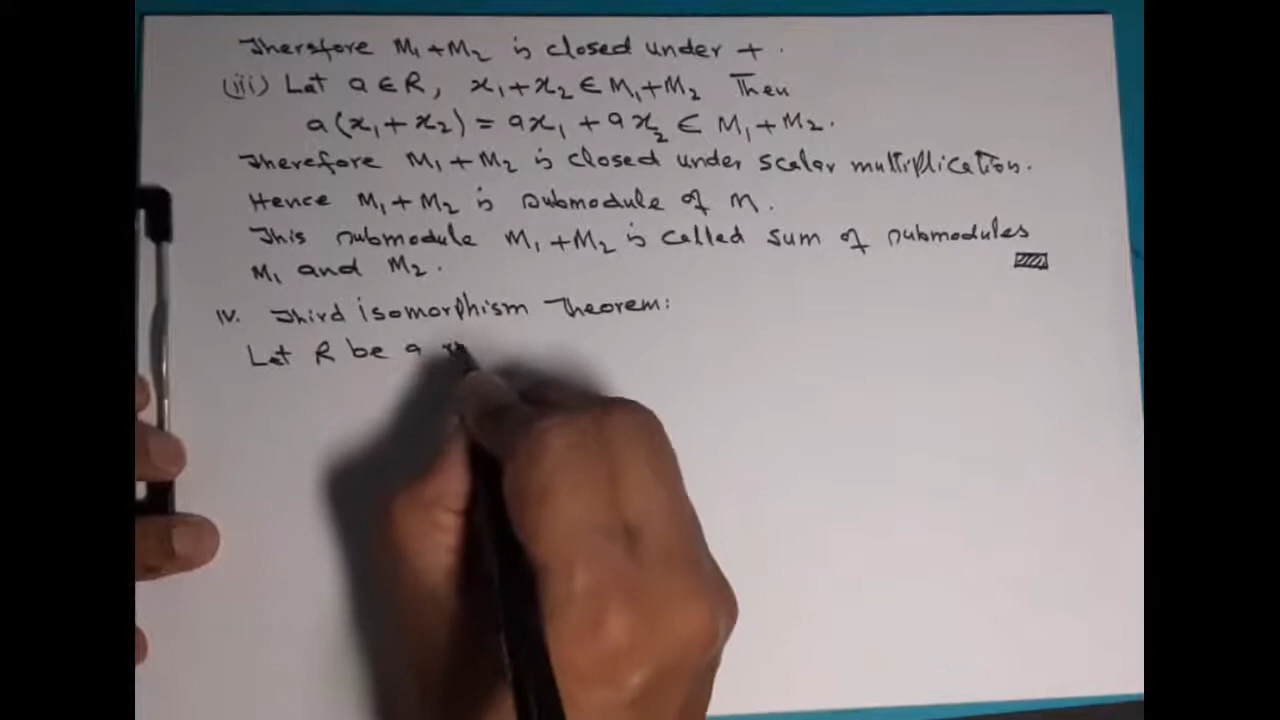 Therefore M₁+M₂ is closed under + .
(iii) Let a ∈ R, x₁+x₂ ∈ M₁+M₂ Then
a(x₁+x₂) = ax₁ + ax₂ ∈ M₁+M₂.
Therefore M₁+M₂ is closed under scalar multiplication.
Hence M₁+M₂ is submodule of M.
This submodule M₁+M₂ is called sum of submodules
M₁ and M₂.
IV. Third isomorphism Theorem:
Let R be a